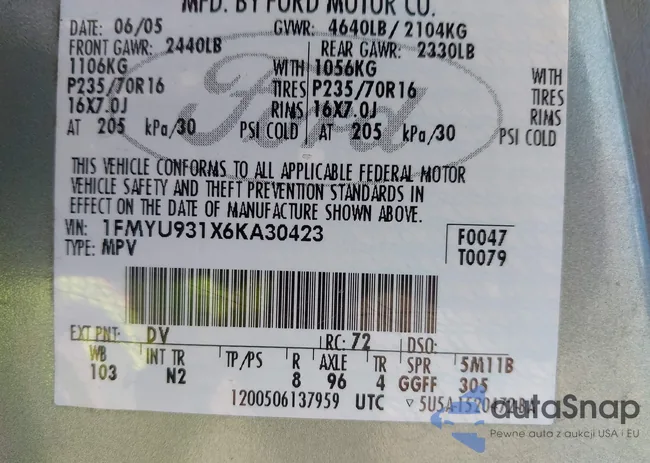 MFD. BY FORD MOTOR CO.
DATE: 06/05 GVWR: 4640LB/2104KG
FRONT GAWR: 2440LB REAR GAWR: 2330LB
1106KG WITH 1056KG WITH
P235/70R16 TIRES P235/70R16 TIRES
16X7.0J RIMS 16X7.0J RIMS
AT 205 kPa/30 PSI COLD AT 205 kPa/30 PSI COLD
Ford
THIS VEHICLE CONFORMS TO ALL APPLICABLE FEDERAL MOTOR
VEHICLE SAFETY AND THEFT PREVENTION STANDARDS IN
EFFECT ON THE DATE OF MANUFACTURE SHOWN ABOVE.
VIN: 1FMYU931X6KA30423 F0047
TYPE: MPV T0079
EXT PNT: DV RC: 72 DSO:
WB INT TR TP/PS R AXLE TR SPR 5M11B
103 N2 8 96 4 GGFF 305
1200506137959 UTC
autoSnap
Pewne auta z aukcji USA i EU